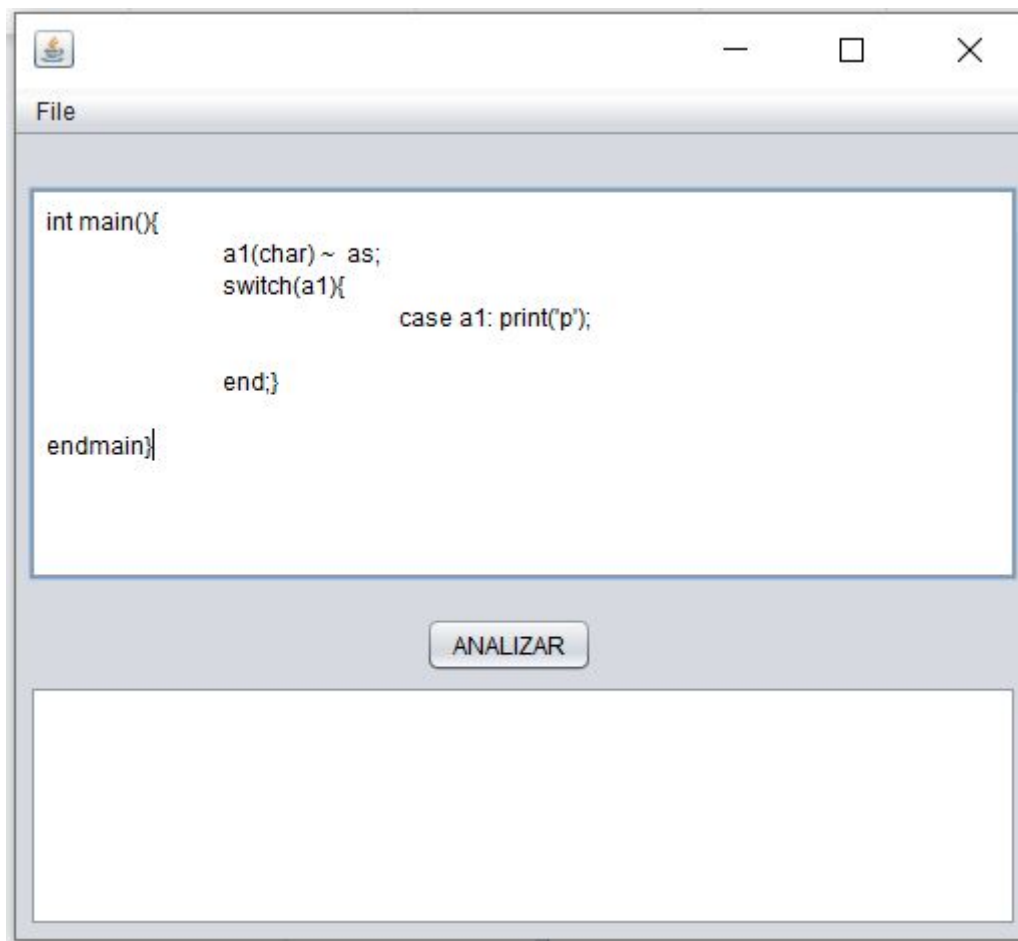 File
int main(){
a1(char) ~  as;
switch(a1){
case a1: print('p');
end;}
endmain}
ANALIZAR